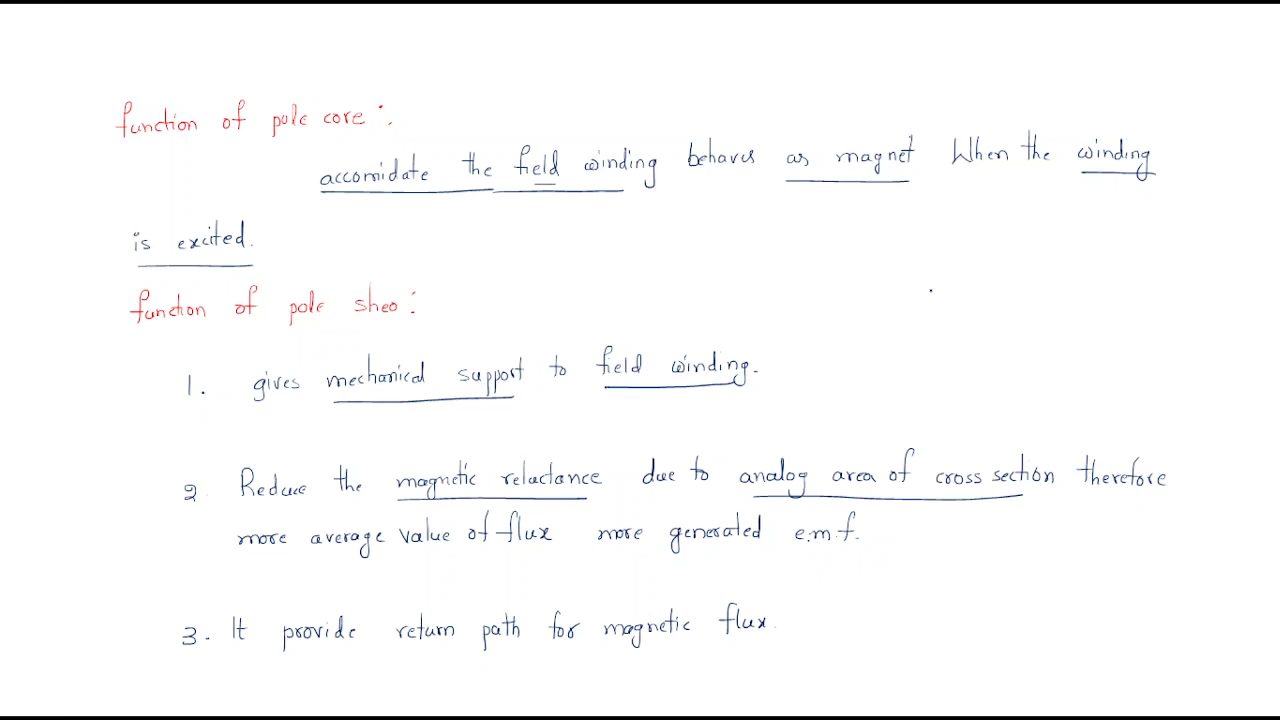 function of pole core :
accomidate the field winding behaves as magnet When the winding
is excited.
function of pole sheo :
1. gives mechanical support to field winding.
2. Reduce the magnetic reluctance due to analog area of cross section therefore
more average value of flux more generated e.m.f.
3. It provide return path for magnetic flux.